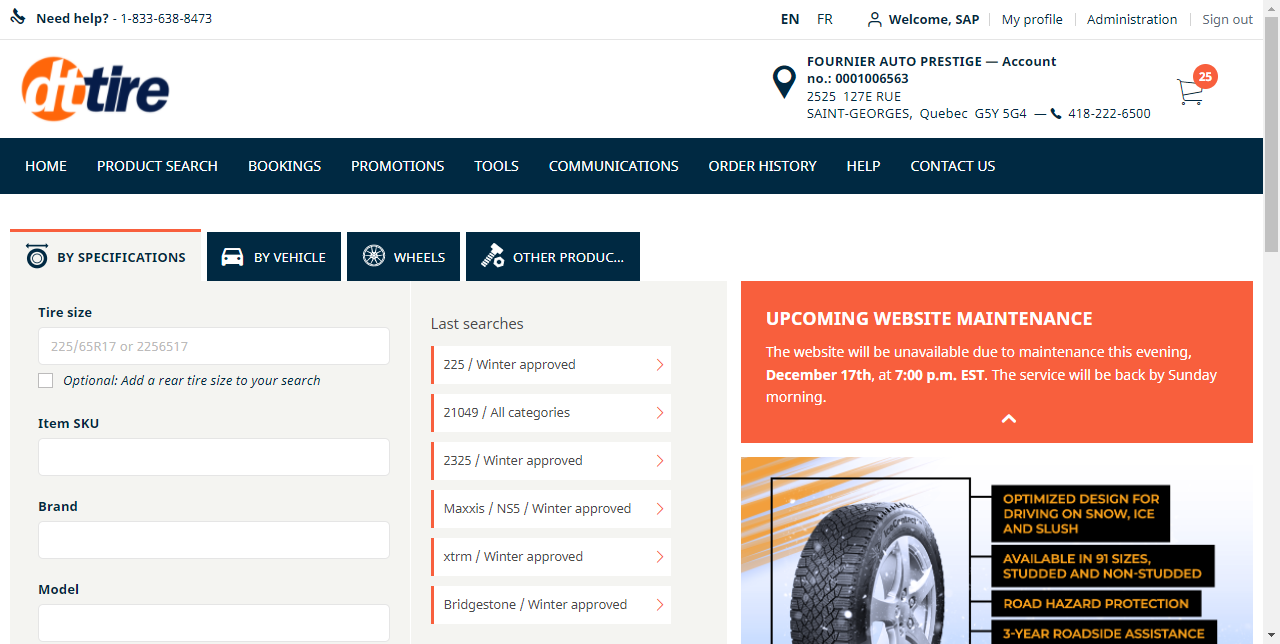 Need help? - 1-833-638-8473
EN FR Welcome, SAP My profile Administration Sign out
dttire
FOURNIER AUTO PRESTIGE — Account
no.: 0001006563
2525 127E RUE
SAINT-GEORGES, Quebec G5Y 5G4 — 418-222-6500
25
HOME PRODUCT SEARCH BOOKINGS PROMOTIONS TOOLS COMMUNICATIONS ORDER HISTORY HELP CONTACT US
BY SPECIFICATIONS BY VEHICLE WHEELS OTHER PRODUC...
Tire size
225/65R17 or 2256517
Optional: Add a rear tire size to your search
Item SKU
Brand
Model
Last searches
225 / Winter approved
21049 / All categories
2325 / Winter approved
Maxxis / NS5 / Winter approved
xtrm / Winter approved
Bridgestone / Winter approved
UPCOMING WEBSITE MAINTENANCE
The website will be unavailable due to maintenance this evening,
December 17th, at 7:00 p.m. EST. The service will be back by Sunday
morning.
OPTIMIZED DESIGN FOR
DRIVING ON SNOW, ICE
AND SLUSH
AVAILABLE IN 91 SIZES,
STUDDED AND NON-STUDDED
ROAD HAZARD PROTECTION
3-YEAR ROADSIDE ASSISTANCE